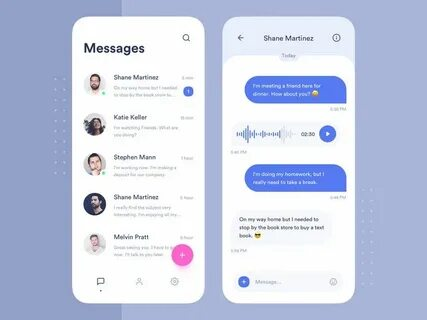 Messages
Shane Martinez
5 min
On my way home but I needed
to stop by the book store to...
Katie Keller
15 min
I'm watching Friends. What are
you doing?
Stephen Mann
1 hour
I'm working now. I'm making a
deposit for our company.
Shane Martinez
I really find the subject very
interesting. I'm enjoying all my...
Melvin Pratt
Great seeing you. I have to go
now. I'll talk to you later.
Shane Martinez
Today
I'm meeting a friend here for
dinner. How about you? 😄
5:30 PM
02:30
5:45 PM
I'm doing my homework, but I
really need to take a break.
5:48 PM
On my way home but I needed to
stop by the book store to buy a text
book. 😎
5:58 PM
Message...